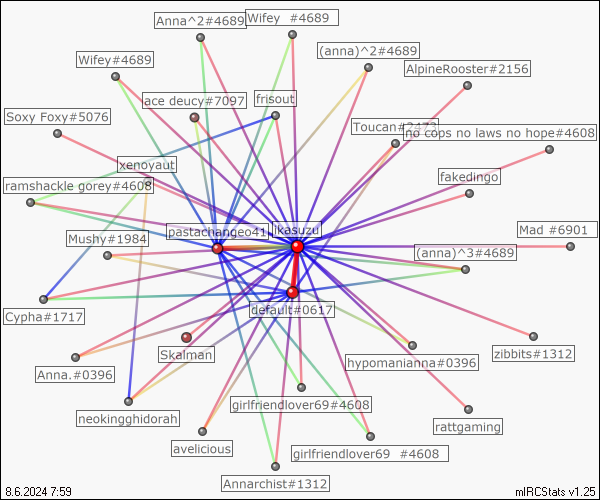 Anna^2#4689
Wifey #4689
(anna)^2#4689
Wifey#4689
AlpineRooster#2156
ace deucy#7097
frisout
Soxy Foxy#5076
Toucan#2473
no cops no laws no hope#4608
xenoyaut
ramshackle gorey#4608
fakedingo
pastachangeo41
ikasuzu
Mad #6901
Mushy#1984
(anna)^3#4689
default#0617
Cypha#1717
Skalman
hypomanianna#0396
zibbits#1312
Anna.#0396
girlfriendlover69#4608
neokingghidorah
rattgaming
avelicious
girlfriendlover69 #4608
Annarchist#1312
8.6.2024 7:59
mIRCStats v1.25